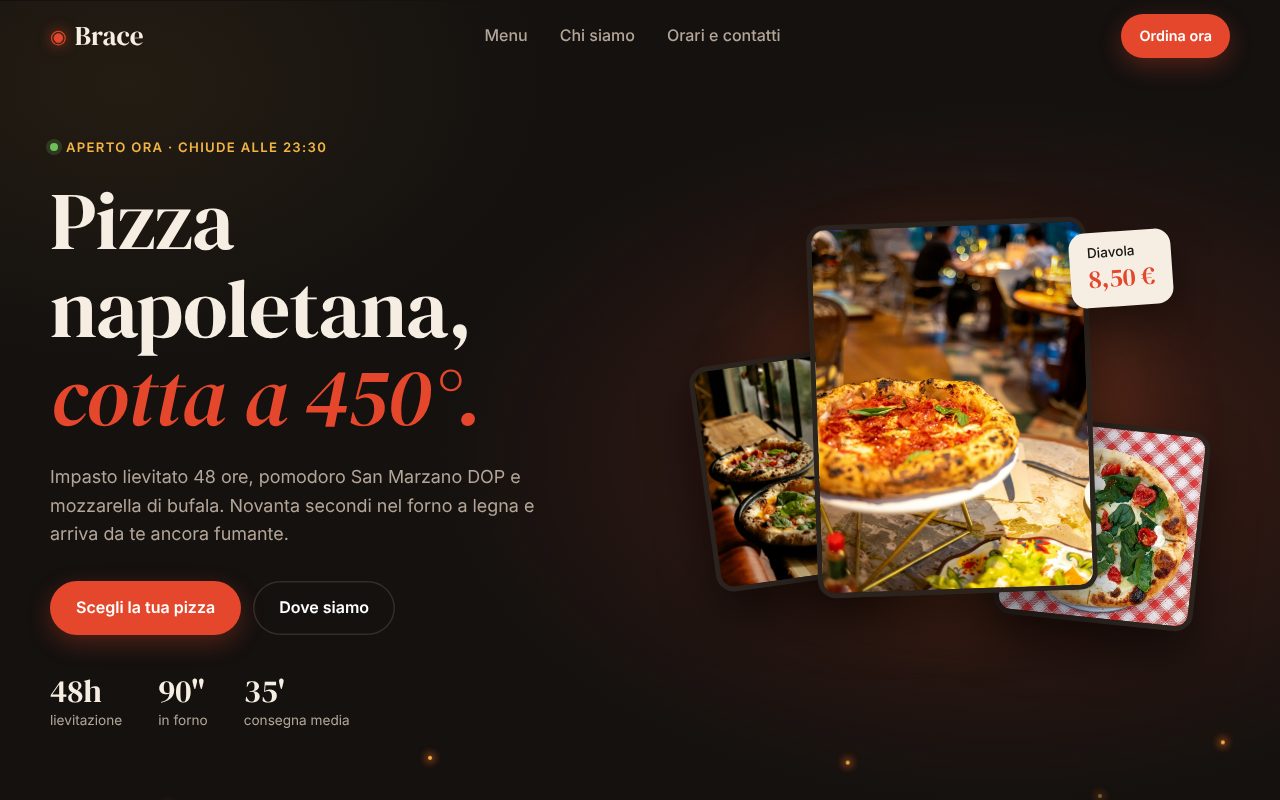 Brace
Menu
Chi siamo
Orari e contatti
Ordina ora
APERTO ORA · CHIUDE ALLE 23:30
Pizza
napoletana,
cotta a 450°.
Impasto lievitato 48 ore, pomodoro San Marzano DOP e
mozzarella di bufala. Novanta secondi nel forno a legna e
arriva da te ancora fumante.
Scegli la tua pizza
Dove siamo
48h
lievitazione
90"
in forno
35'
consegna media
Diavola
8,50 €